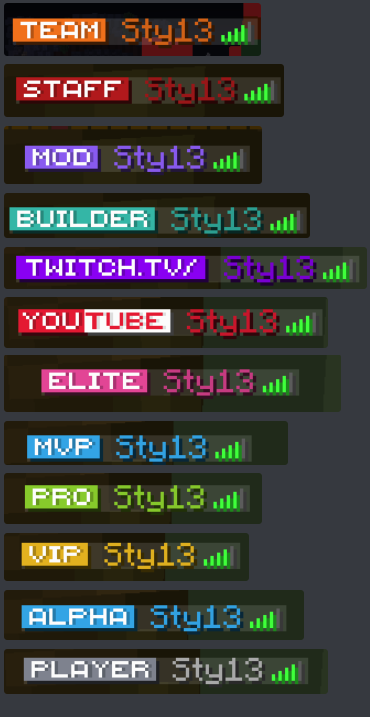 TEAM Sty13
STAFF Sty13
MOD Sty13
BUILDER Sty13
TWITCH.TV/ Sty13
YOUTUBE Sty13
ELITE Sty13
MVP Sty13
PRO Sty13
VIP Sty13
ALPHA Sty13
PLAYER Sty13